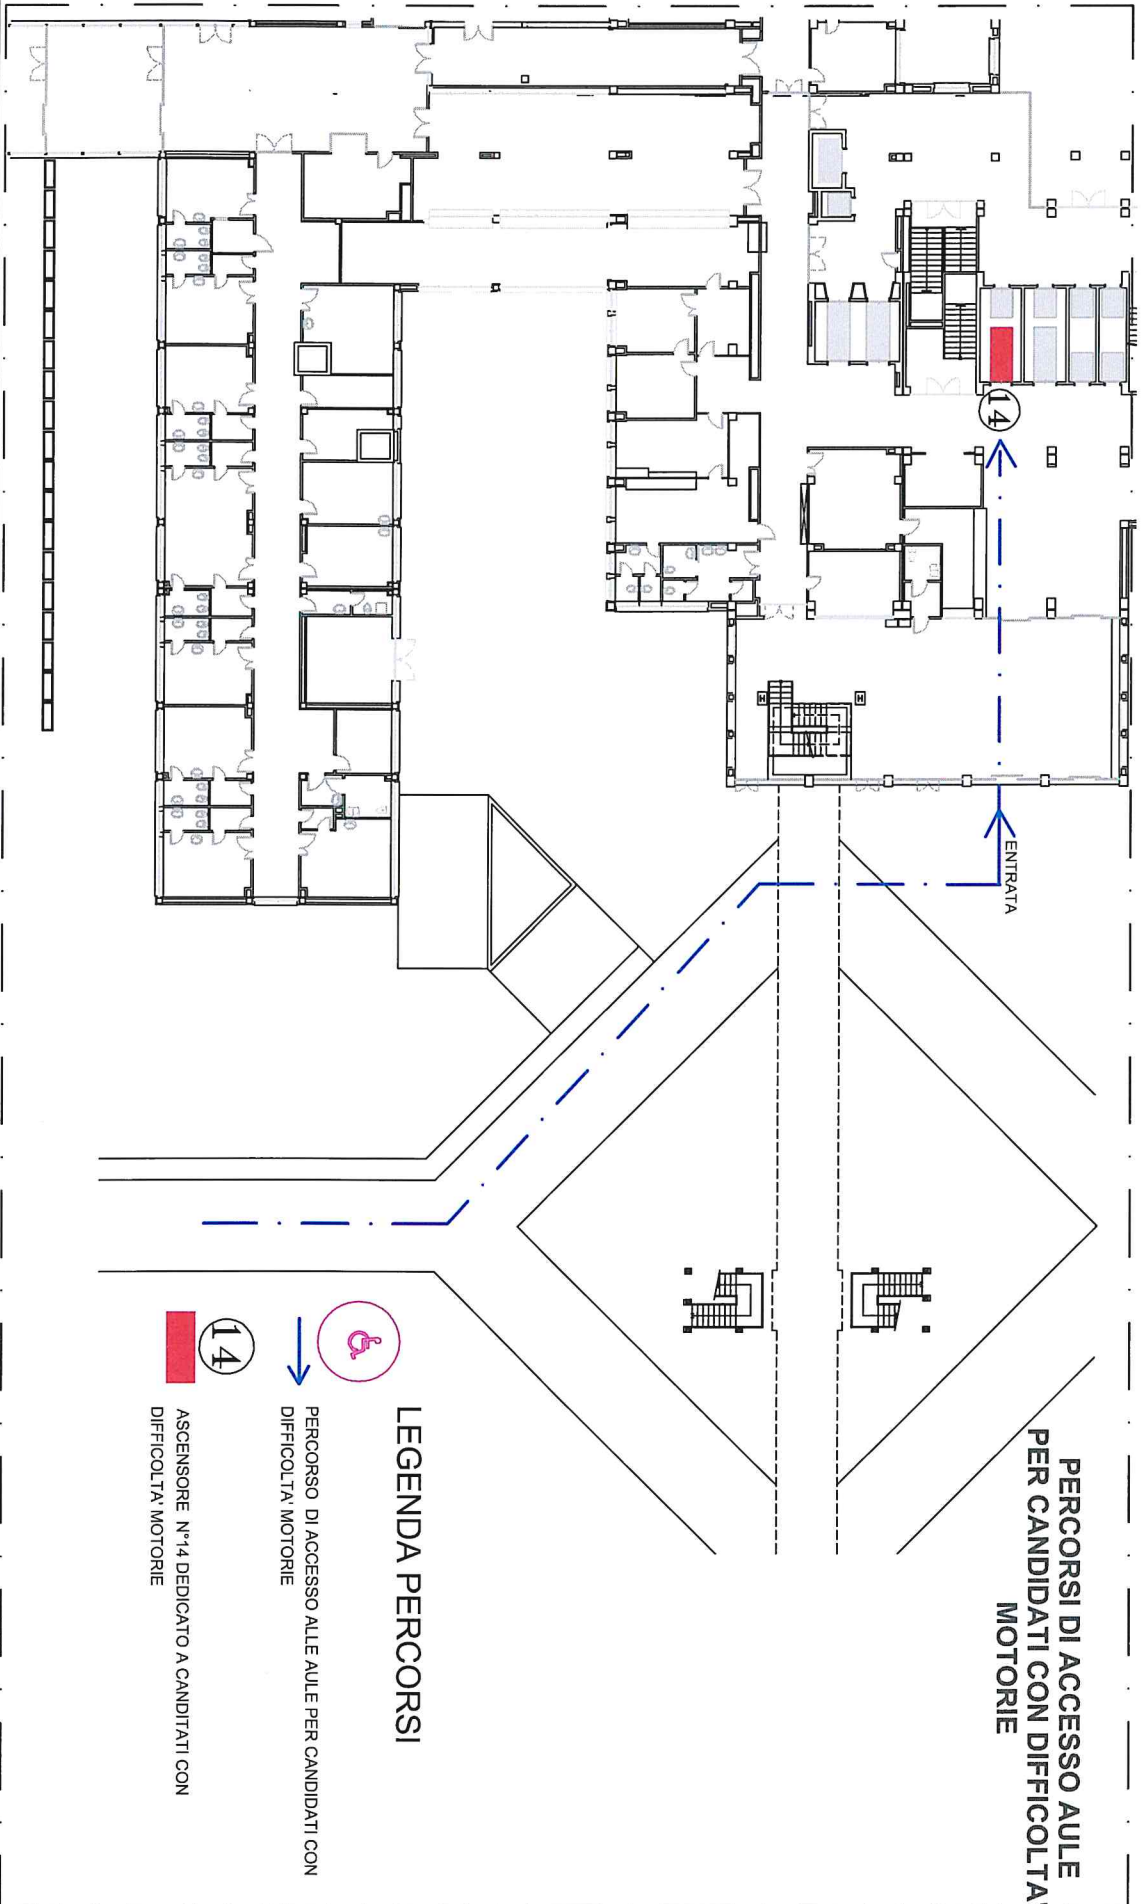 PERCORSI DI ACCESSO AULE
PER CANDIDATI CON DIFFICOLTA'
MOTORIE
14
ENTRATA
H
H
LEGENDA PERCORSI
PERCORSO DI ACCESSO ALLE AULE PER CANDIDATI CON
DIFFICOLTA' MOTORIE
14
ASCENSORE N°14 DEDICATO A CANDITATI CON
DIFFICOLTA' MOTORIE